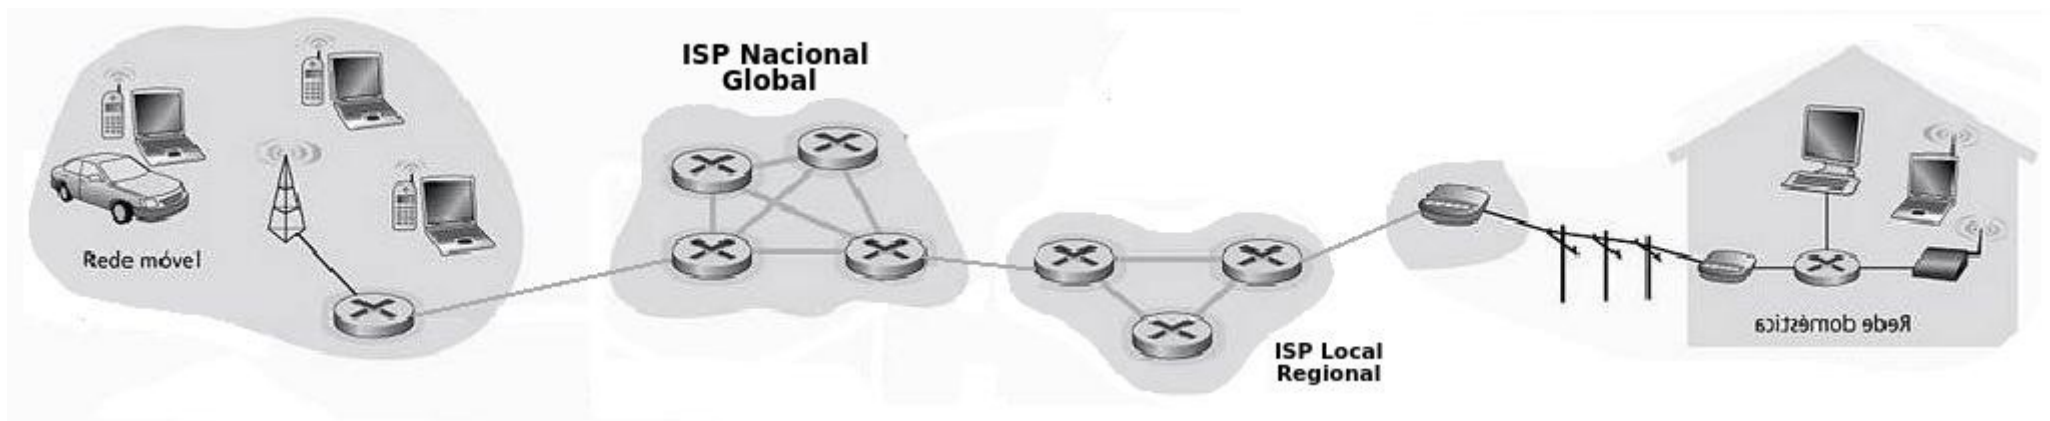 ISP Nacional
Global
Rede móvel
Rede doméstica
ISP Local
Regional